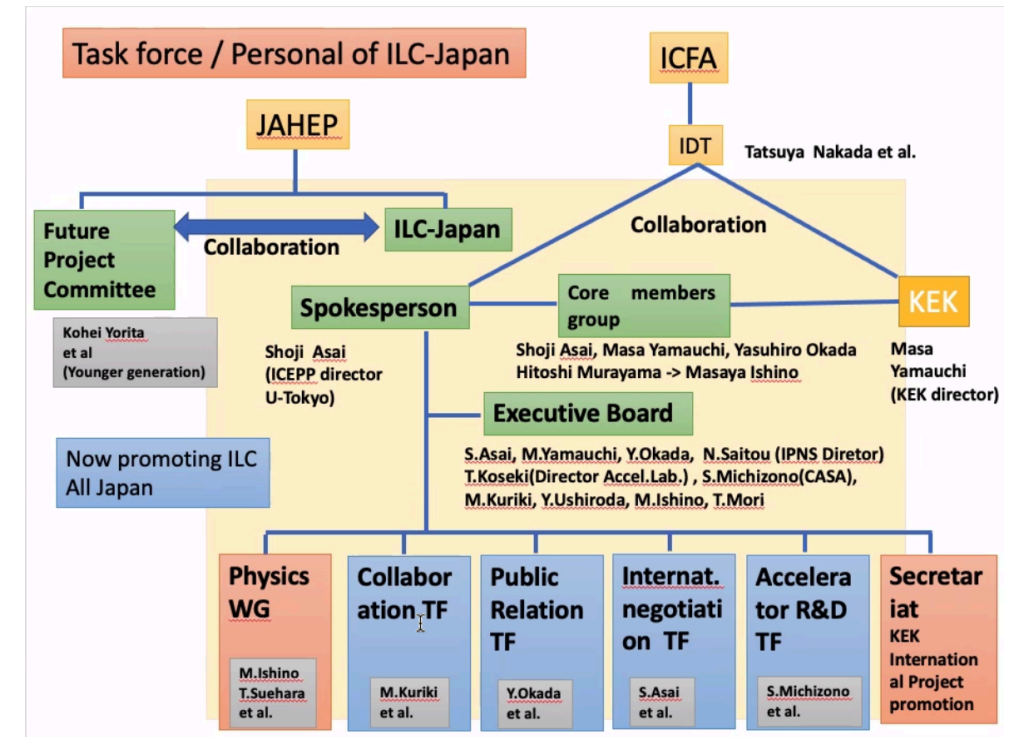 Task force / Personal of ILC-Japan
ICFA
JAHEP
IDT
Tatsuya Nakada et al.
Future
Project
Committee
Collaboration
ILC-Japan
Collaboration
Spokesperson
Core members
group
KEK
Kohei Yorita
et al
(Younger generation)
Shoji Asai
(ICEPP director
U-Tokyo)
Shoji Asai, Masa Yamauchi, Yasuhiro Okada
Hitoshi Murayama -> Masaya Ishino
Masa
Yamauchi
(KEK director)
Executive Board
Now promoting ILC
All Japan
S.Asai, M.Yamauchi, Y.Okada, N.Saitou (IPNS Diretor)
T.Koseki(Director Accel.Lab.) , S.Michizono(CASA),
M.Kuriki, Y.Ushiroda, M.Ishino, T.Mori
Physics
WG
M.Ishino
T.Suehara
et al.
Collabor
ation TF
M.Kuriki
et al.
Public
Relation
TF
Y.Okada
et al.
Internat.
negotiati
on TF
S.Asai
et al.
Accelera
tor R&D
TF
S.Michizono
et al.
Secretar
iat
KEK
Internation
al Project
promotion